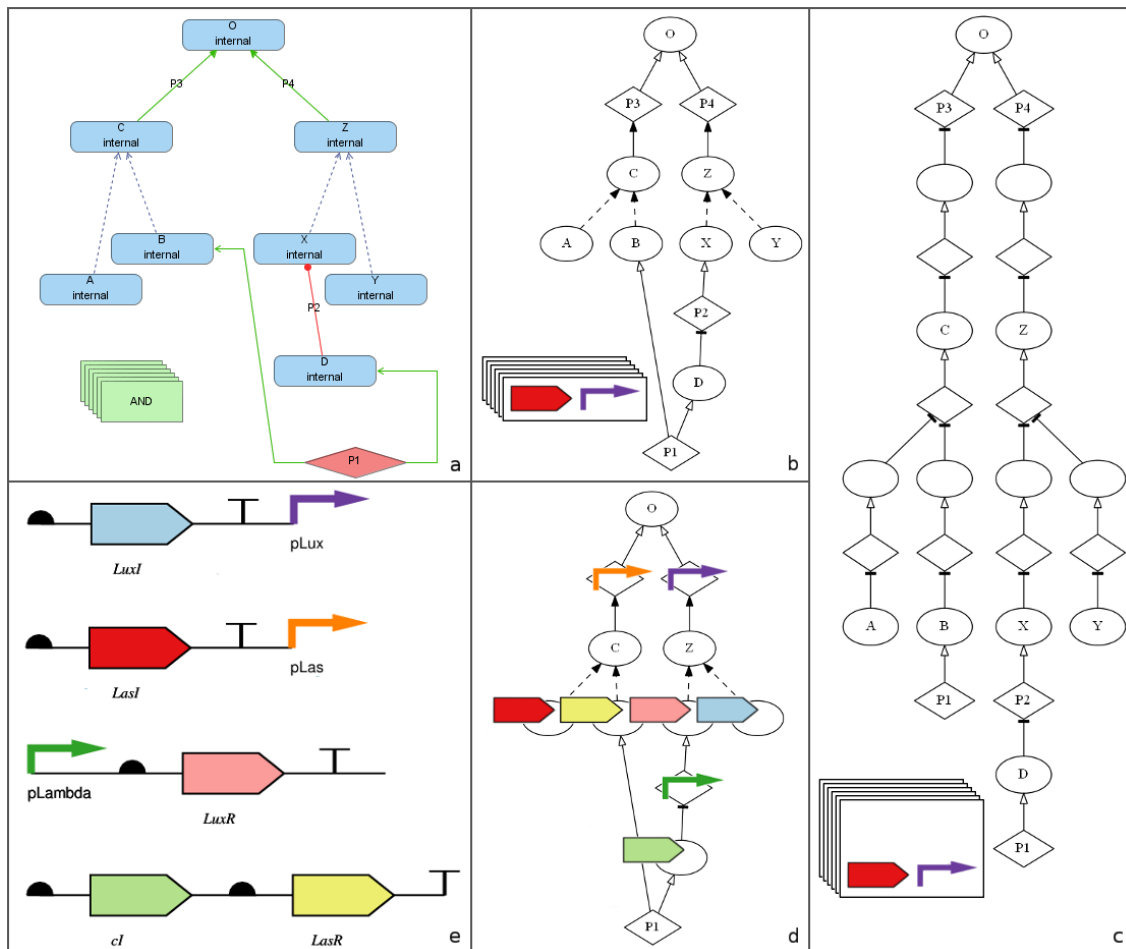 O
internal
P3
P4
C
internal
Z
internal
B
internal
X
internal
A
internal
Y
internal
P2
D
internal
AND
P1
a
O
P3
P4
C
Z
A
B
X
Y
P2
D
P1
b
O
P3
P4
C
Z
A
B
X
Y
P1
P2
D
P1
c
O
C
Z
P1
d
pLux
LuxI
pLas
LasI
pLambda
LuxR
cI
LasR
e